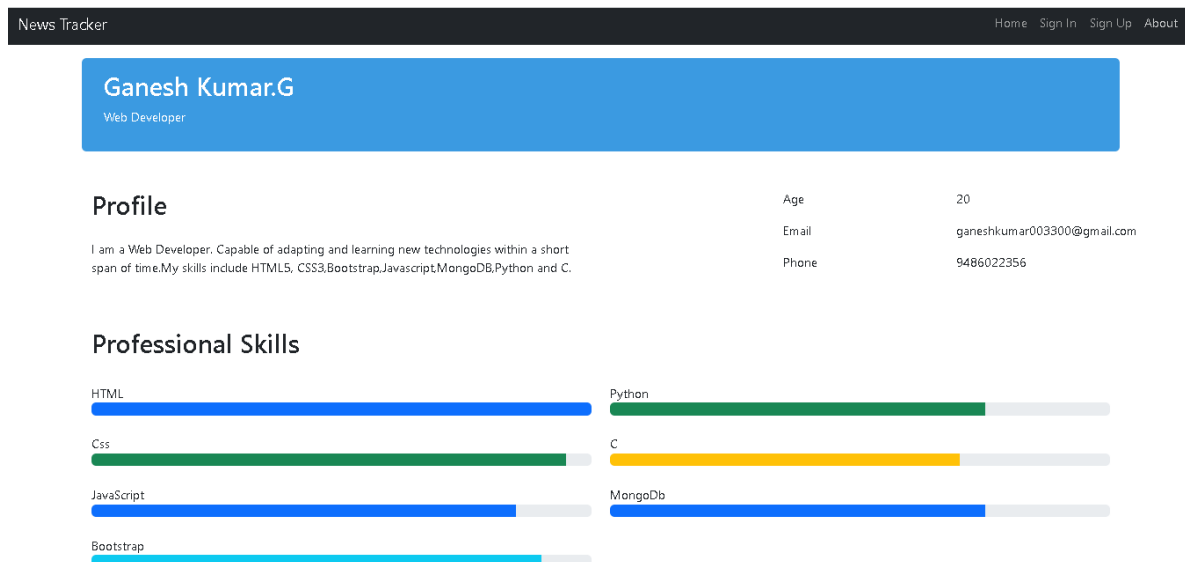 News Tracker
Home Sign In Sign Up About
Ganesh Kumar.G
Web Developer
Profile
I am a Web Developer. Capable of adapting and learning new technologies within a short
span of time.My skills include HTML5, CSS3,Bootstrap,Javascript,MongoDB,Python and C.
Age 20
Email ganeshkumar003300@gmail.com
Phone 9486022356
Professional Skills
HTML
Python
Css
C
JavaScript
MongoDb
Bootstrap